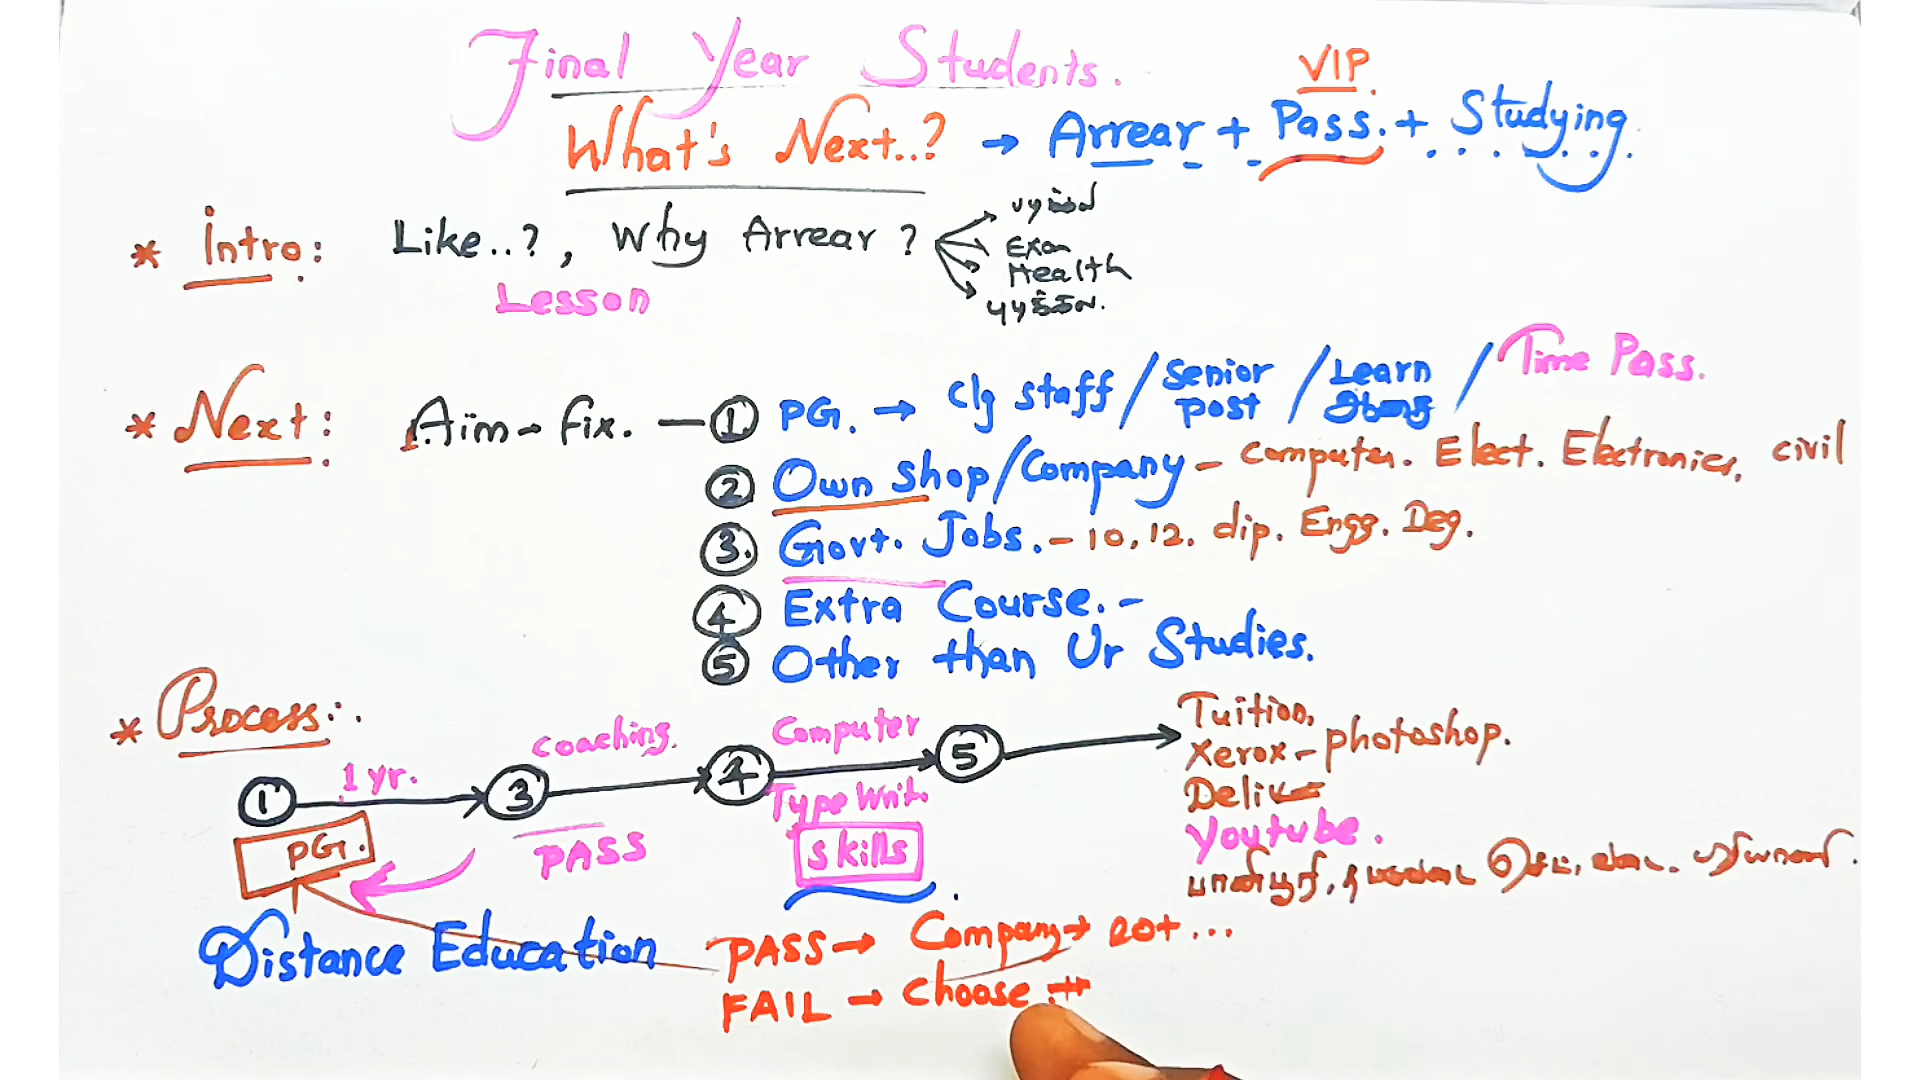 Final Year Students.
VIP
What's Next..? → Arrear + Pass. + Studying.
* Intro: Like..?, Why Arrear ?
Exam
Health
Lesson
* Next: Aim - fix. — ① PG. → Clg staff / Senior post / Learn / Time Pass.
② Own Shop/Company - Computer. Elect. Electronics, civil
③. Govt. Jobs. - 10, 12. dip. Engg. Deg.
④ Extra Course. -
⑤ Other than Ur Studies.
* Process:.
① 1 yr. → ③ Coaching. → ④ Computer → ⑤ → Tuition,
Xerox - photoshop.
PG. PASS Type Writ.
skills
Youtube.
Distance Education
PASS → Company → 20+ ...
FAIL → Choose